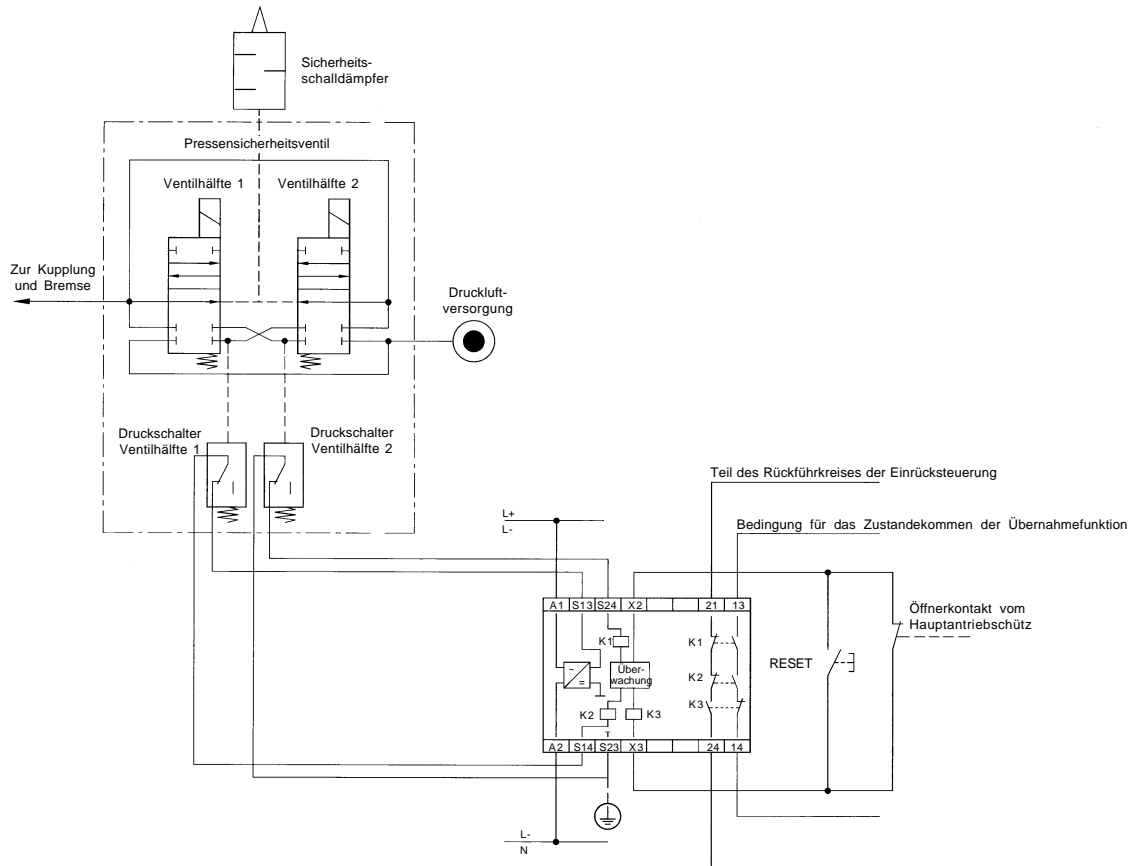 Sicherheits-
schalldämpfer
Pressensicherheitsventil
Ventilhälfte 1
Ventilhälfte 2
Zur Kupplung
und Bremse
Druckluft-
versorgung
Druckschalter
Ventilhälfte 1
Druckschalter
Ventilhälfte 2
Teil des Rückführkreises der Einrücksteuerung
L+
L-
Bedingung für das Zustandekommen der Übernahmefunktion
A1 S13 S24 X2 21 13
Öffnerkontakt vom
Hauptantriebschütz
K1
K1
RESET
~
=
Über-
wachung
K2
K3
K2
K3
A2 S14 S23 X3 24 14
L-
N